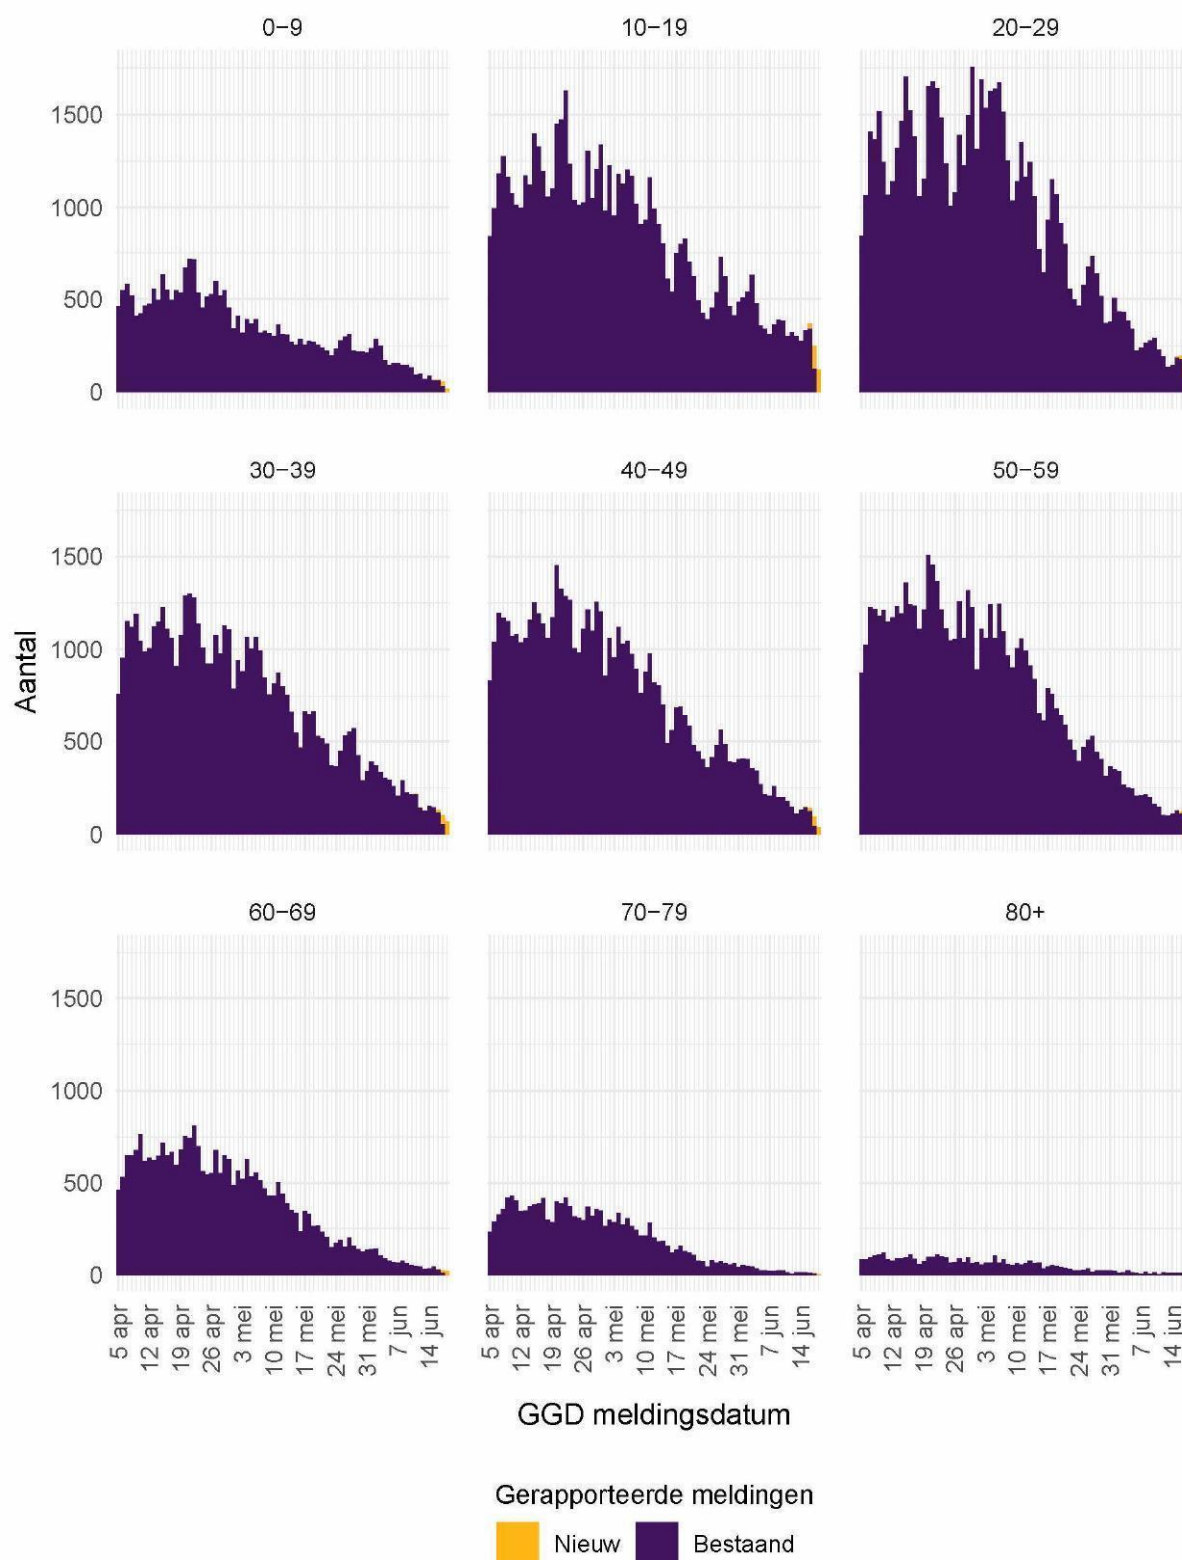 0−9
10−19
20−29
1500
1000
500
0
30−39
40−49
50−59
1500
1000
500
0
Aantal
60−69
70−79
80+
1500
1000
500
0
5 apr
12 apr
19 apr
26 apr
3 mei
10 mei
17 mei
24 mei
31 mei
7 jun
14 jun
5 apr
12 apr
19 apr
26 apr
3 mei
10 mei
17 mei
24 mei
31 mei
7 jun
14 jun
5 apr
12 apr
19 apr
26 apr
3 mei
10 mei
17 mei
24 mei
31 mei
7 jun
14 jun
GGD meldingsdatum
Gerapporteerde meldingen
Nieuw
Bestaand